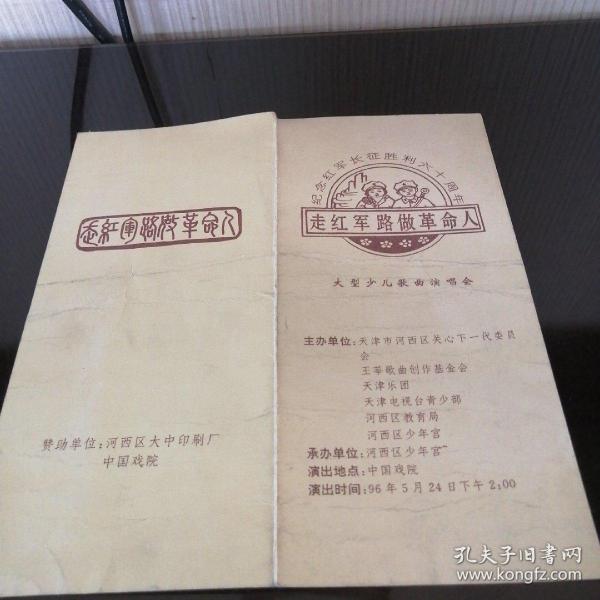 走红军路做革命人
赞助单位：河西区大中印刷厂
中国戏院
纪念红军长征胜利六十周年
走红军路做革命人
大型少儿歌曲演唱会
主办单位：天津市河西区关心下一代委员
会
王莘歌曲创作基金会
天津乐团
天津电视台青少部
河西区教育局
河西区少年宫
承办单位：河西区少年宫
演出地点：中国戏院
演出时间：96年5月24日下午2:00
孔夫子旧书网
www.kongfz.com